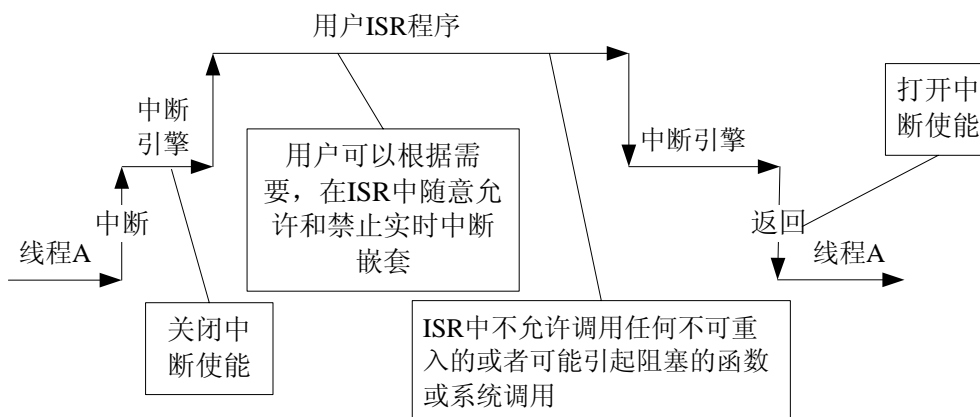 用户ISR程序
中断
引擎
中断
线程A
关闭中
断使能
用户可以根据需
要，在ISR中随意允
许和禁止实时中断
嵌套
ISR中不允许调用任何不可重
入的或者可能引起阻塞的函数
或系统调用
中断引擎
返回
线程A
打开中
断使能